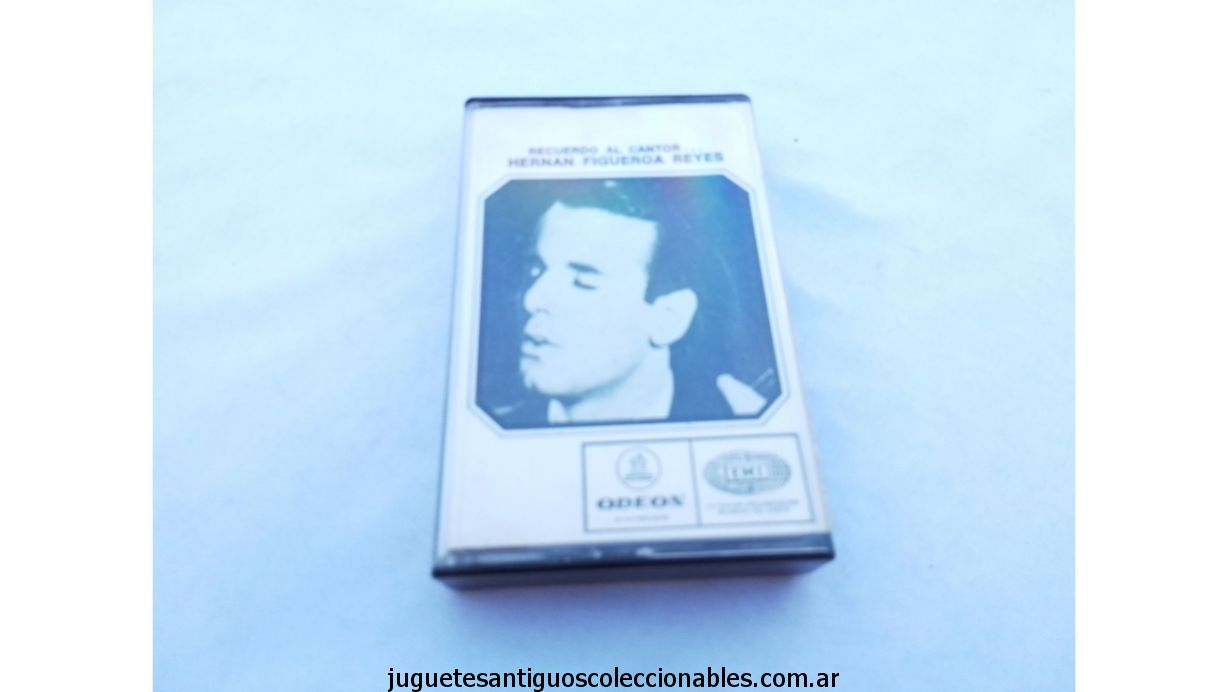 RECUERDO AL CANTOR...
HERNAN FIGUEROA REYES
ODEON
EMI
juguetesantiguoscoleccionables.com.ar